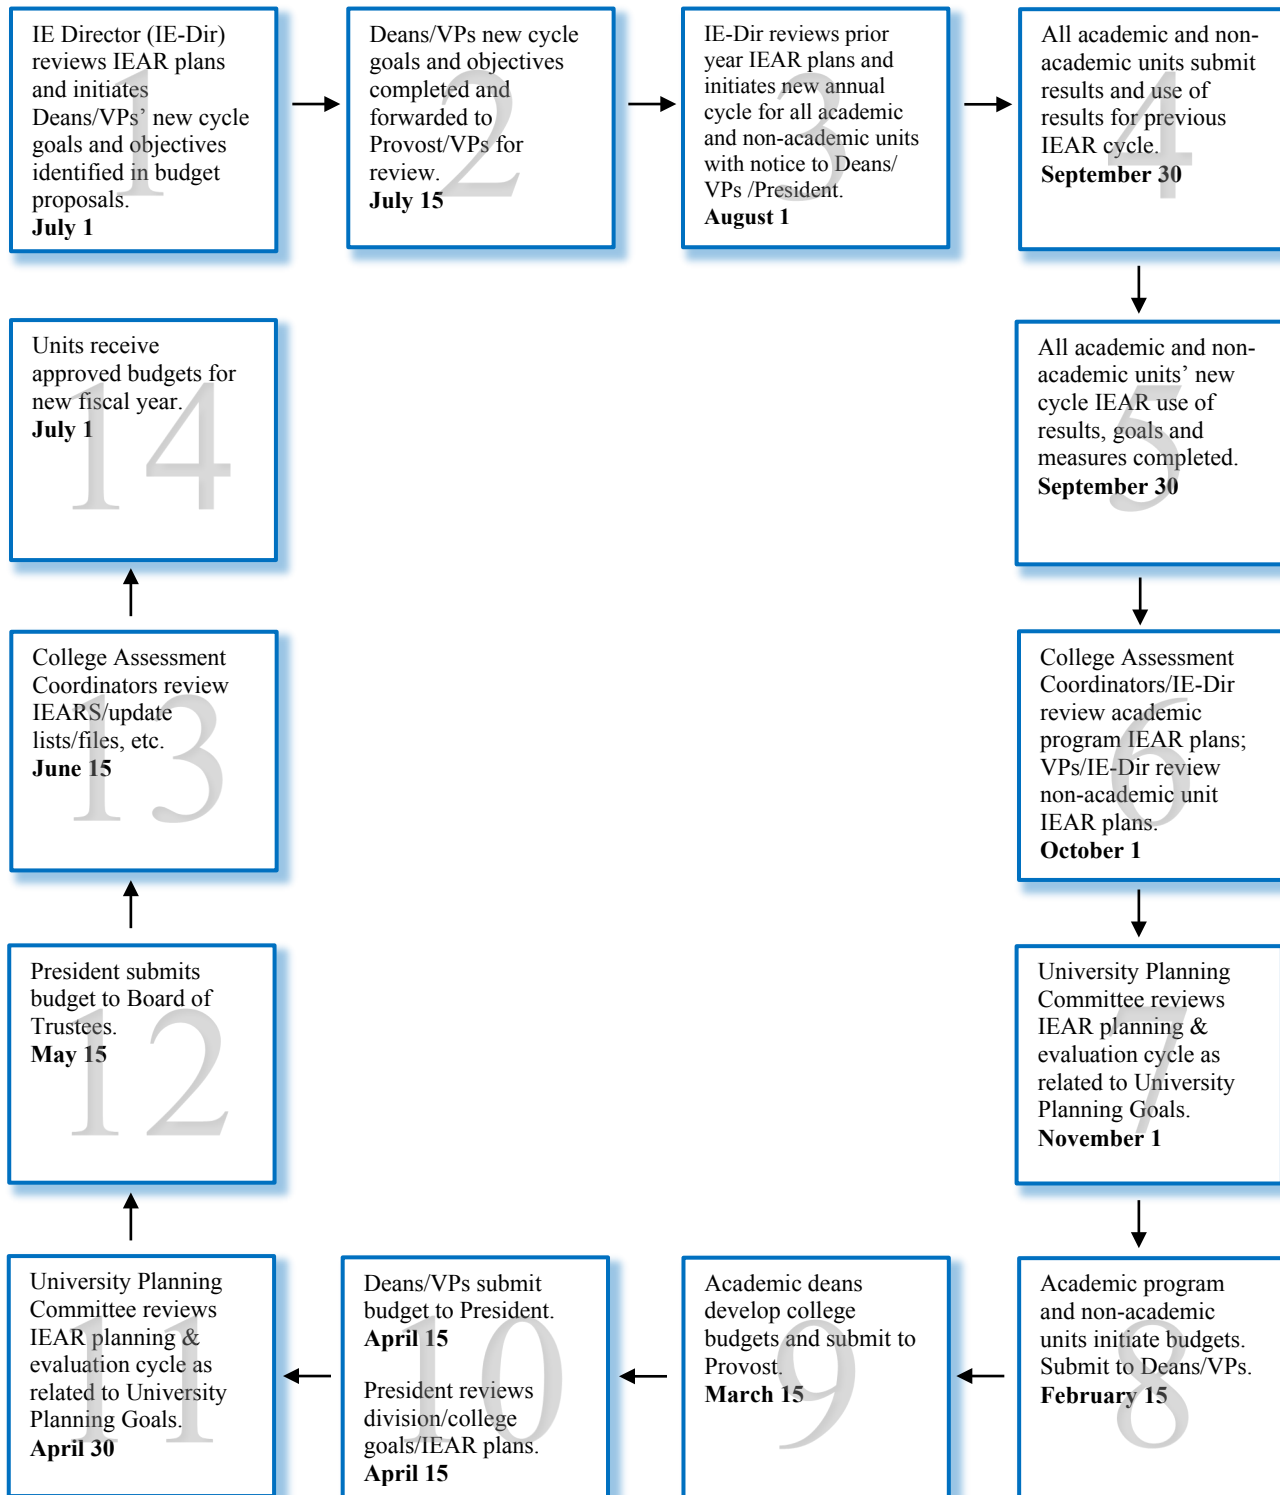 1
IE Director (IE-Dir)
reviews IEAR plans
and initiates
Deans/VPs’ new cycle
goals and objectives
identified in budget
proposals.
July 1
2
Deans/VPs new cycle
goals and objectives
completed and
forwarded to
Provost/VPs for
review.
July 15
3
IE-Dir reviews prior
year IEAR plans and
initiates new annual
cycle for all academic
and non-academic units
with notice to Deans/
VPs /President.
August 1
4
All academic and non-
academic units submit
results and use of
results for previous
IEAR cycle.
September 30
5
All academic and non-
academic units’ new
cycle IEAR use of
results, goals and
measures completed.
September 30
6
College Assessment
Coordinators/IE-Dir
review academic
program IEAR plans;
VPs/IE-Dir review
non-academic unit
IEAR plans.
October 1
7
University Planning
Committee reviews
IEAR planning &
evaluation cycle as
related to University
Planning Goals.
November 1
8
Academic program
and non-academic
units initiate budgets.
Submit to Deans/VPs.
February 15
9
Academic deans
develop college
budgets and submit to
Provost.
March 15
10
Deans/VPs submit
budget to President.
April 15
President reviews
division/college
goals/IEAR plans.
April 15
11
University Planning
Committee reviews
IEAR planning &
evaluation cycle as
related to University
Planning Goals.
April 30
12
President submits
budget to Board of
Trustees.
May 15
13
College Assessment
Coordinators review
IEARS/update
lists/files, etc.
June 15
14
Units receive
approved budgets for
new fiscal year.
July 1